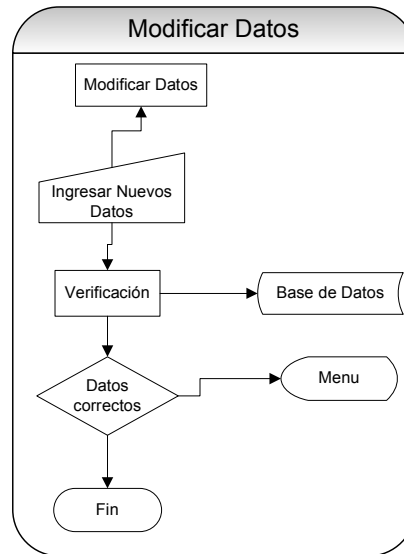 Modificar Datos
Modificar Datos
Ingresar Nuevos
Datos
Verificación
Base de Datos
Datos
correctos
Menu
Fin